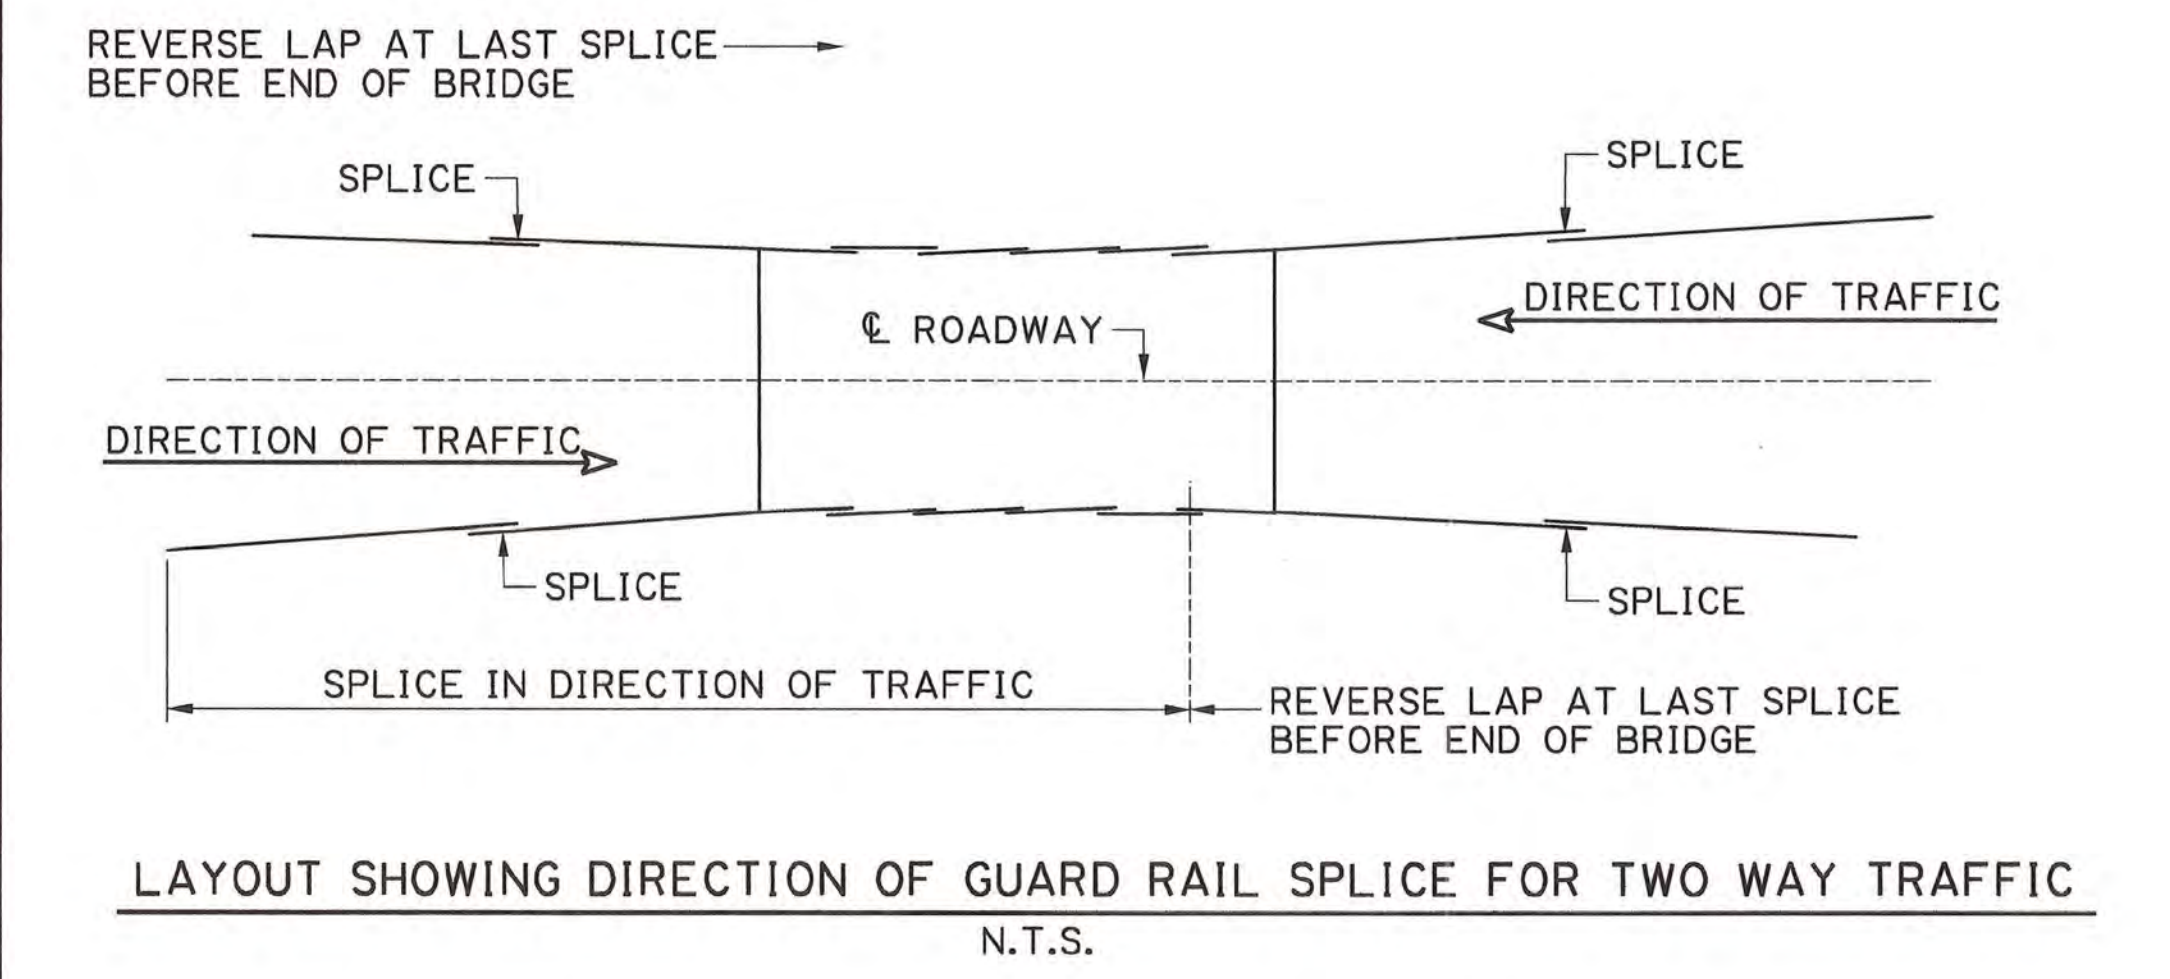 REVERSE LAP AT LAST SPLICE
BEFORE END OF BRIDGE
SPLICE
SPLICE
DIRECTION OF TRAFFIC
℄ ROADWAY
DIRECTION OF TRAFFIC
SPLICE
SPLICE
SPLICE IN DIRECTION OF TRAFFIC
REVERSE LAP AT LAST SPLICE
BEFORE END OF BRIDGE
LAYOUT SHOWING DIRECTION OF GUARD RAIL SPLICE FOR TWO WAY TRAFFIC
N.T.S.